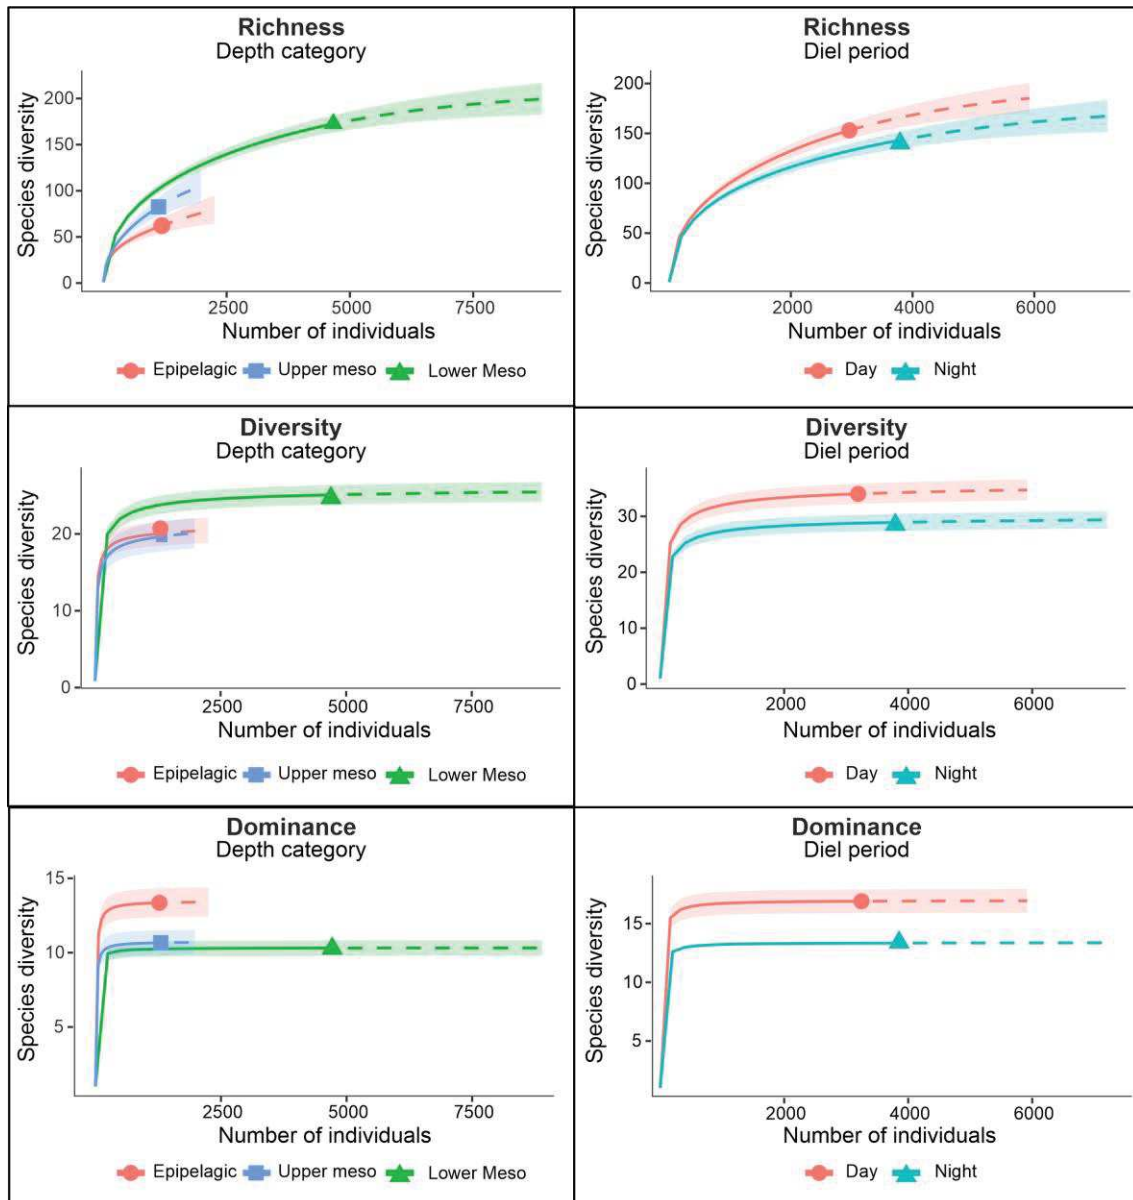 Richness
Depth category
Species diversity
200
150
100
50
0
2500 5000 7500
Number of individuals
Epipelagic Upper meso Lower Meso
Richness
Diel period
Species diversity
200
150
100
50
0
2000 4000 6000
Number of individuals
Day Night
Diversity
Depth category
Species diversity
20
10
0
2500 5000 7500
Number of individuals
Epipelagic Upper meso Lower Meso
Diversity
Diel period
Species diversity
30
20
30
0
2000 4000 6000
Number of individuals
Day Night
Dominance
Depth category
Species diversity
15
10
5
2500 5000 7500
Number of individuals
Epipelagic Upper meso Lower Meso
Dominance
Diel period
Species diversity
15
10
5
2000 4000 6000
Number of individuals
Day Night